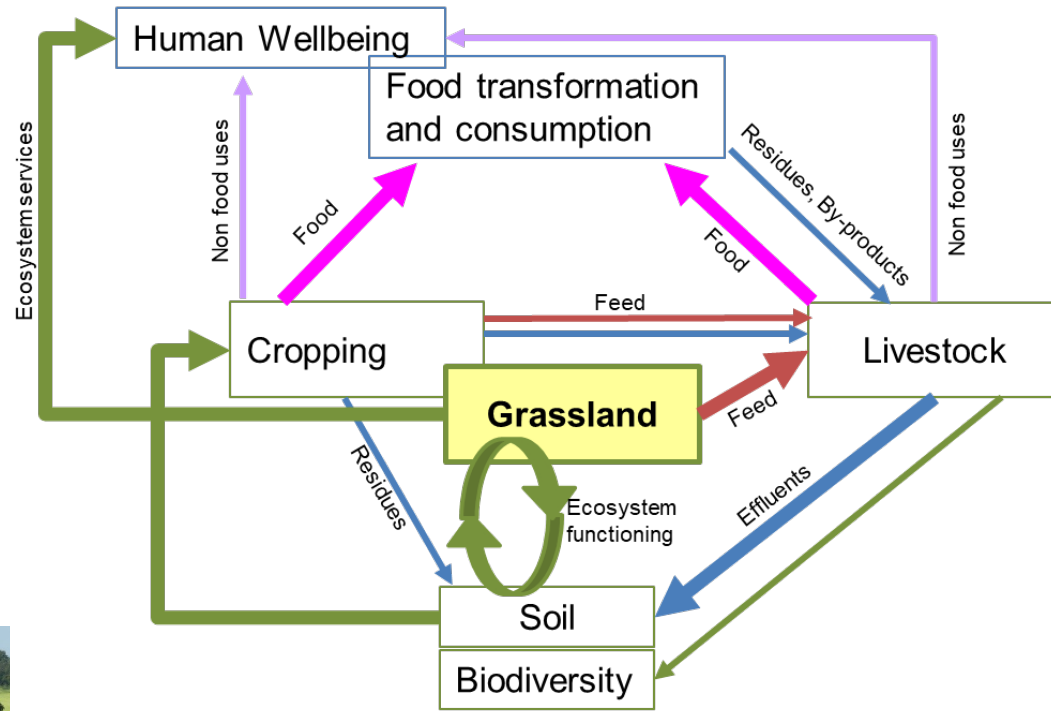 Human Wellbeing
Food transformation
and consumption
Ecosystem services
Non food uses
Food
Food
Residues, By-products
Non food uses
Feed
Cropping
Livestock
Grassland
Feed
Residues
Ecosystem
functioning
Effluents
Soil
Biodiversity